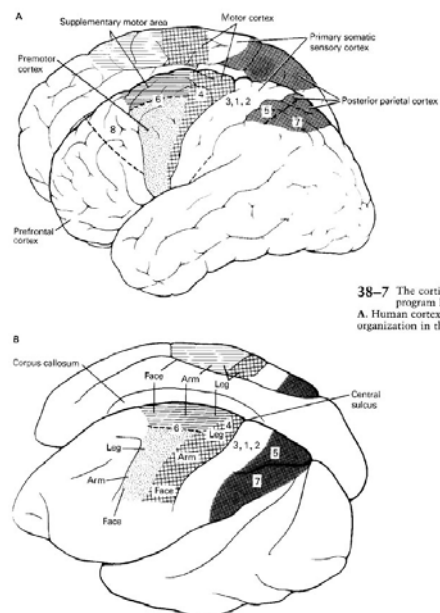 A
Supplementary motor area
Motor cortex
Primary somatic
sensory cortex
Premotor
cortex
Posterior parietal cortex
6
4
3, 1, 2
5
7
8
Prefrontal
cortex
38–7 The corti
program
A. Human cortex
organization in th
B
Corpus callosum
Face
Arm
Leg
Central
sulcus
6
4
Leg
Leg
3, 1, 2
5
Arm
Arm
7
Face
Face